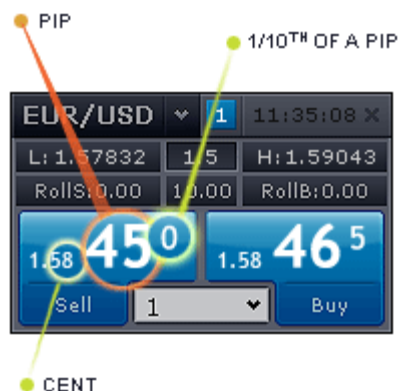 PIP
1/10TH OF A PIP
EUR/USD 1 11:35:08 X
L: 1.57832 1.5 H: 1.59043
RollS:0.00 10.00 RollB:0.00
1.58 45 0 1.58 46 5
Sell 1 Buy
CENT